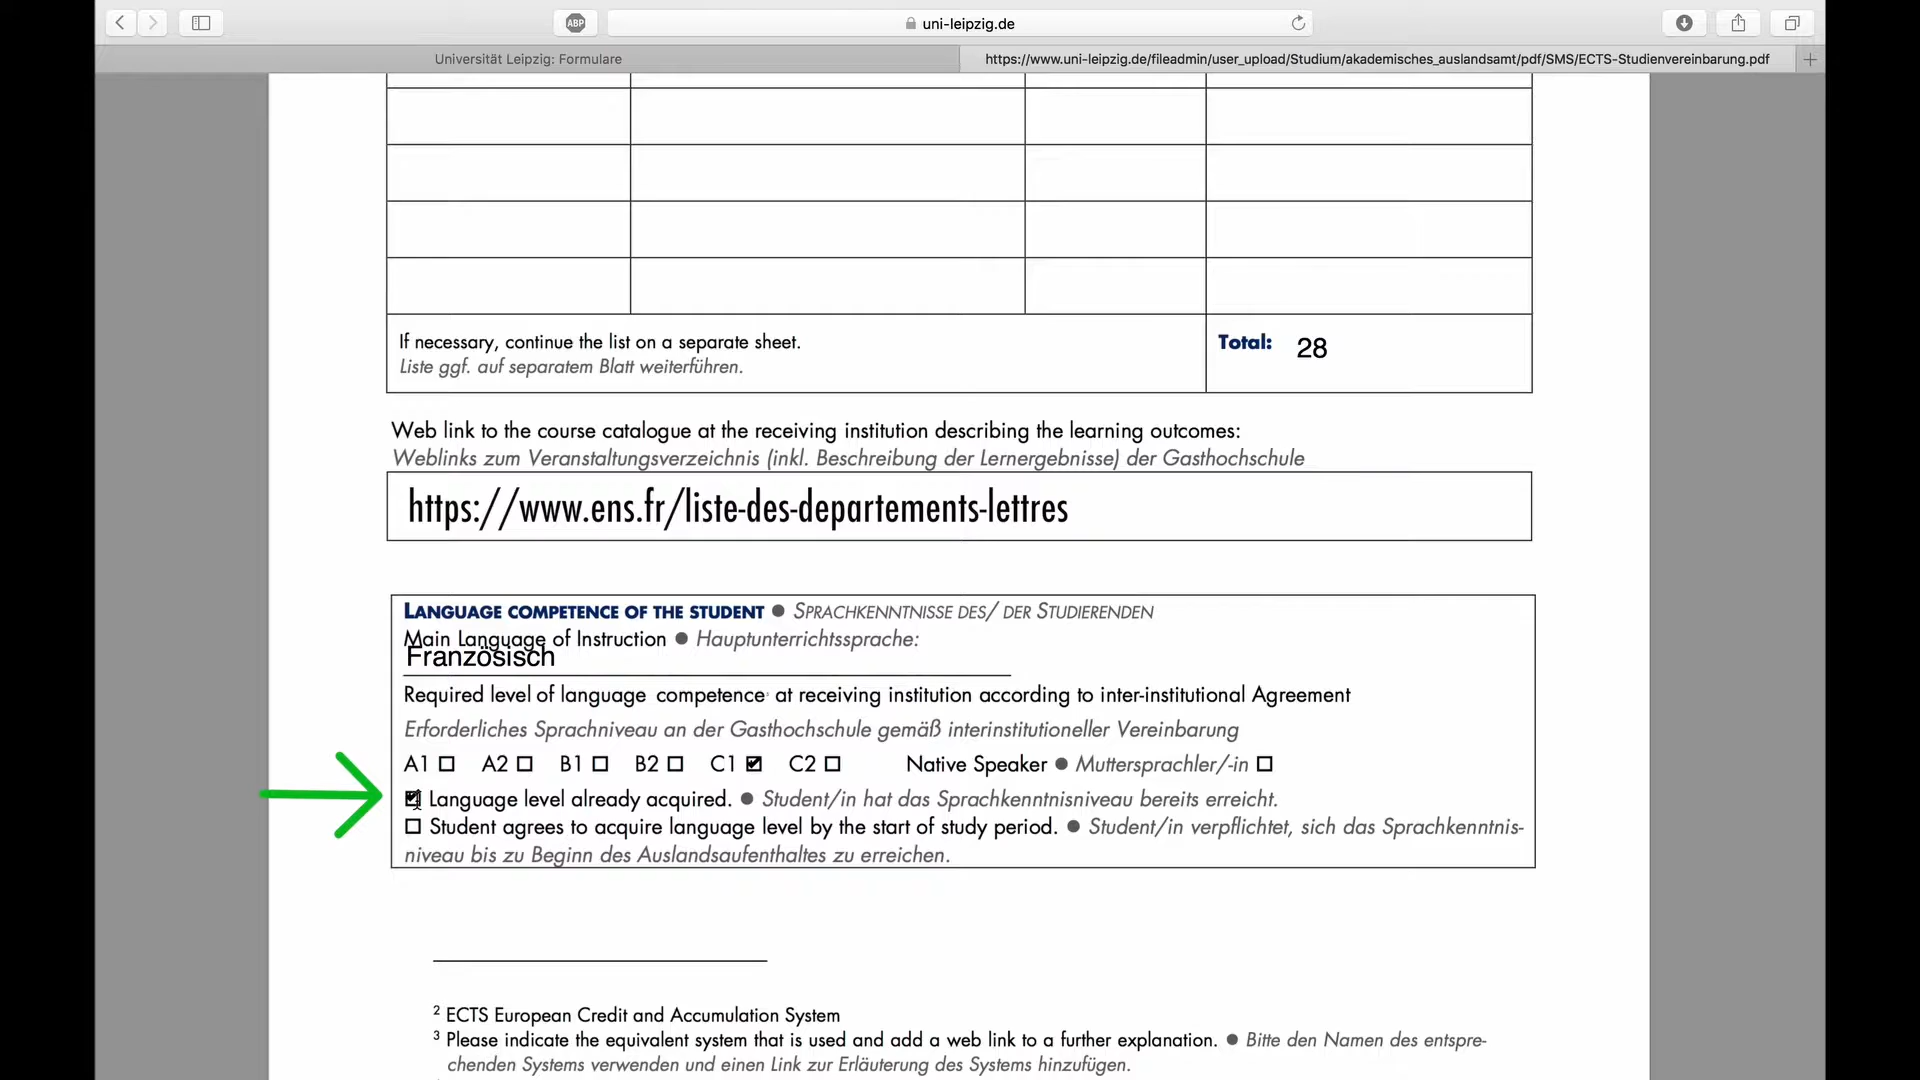 ABP
uni-leipzig.de
Universität Leipzig: Formulare
https://www.uni-leipzig.de/fileadmin/user_upload/Studium/akademisches_auslandsamt/pdf/SMS/ECTS-Studienvereinbarung.pdf
If necessary, continue the list on a separate sheet.
Liste ggf. auf separatem Blatt weiterführen.
Total: 28
Web link to the course catalogue at the receiving institution describing the learning outcomes:
Weblinks zum Veranstaltungsverzeichnis (inkl. Beschreibung der Lernergebnisse) der Gasthochschule
https://www.ens.fr/liste-des-departements-lettres
LANGUAGE COMPETENCE OF THE STUDENT ● SPRACHKENNTNISSE DES/ DER STUDIERENDEN
Main Language of Instruction ● Hauptunterrichtssprache:
Französisch
Required level of language competence at receiving institution according to inter-institutional Agreement
Erforderliches Sprachniveau an der Gasthochschule gemäß interinstitutioneller Vereinbarung
A1 A2 B1 B2 C1 C2 Native Speaker ● Muttersprachler/-in
Language level already acquired. ● Student/in hat das Sprachkenntnisniveau bereits erreicht.
Student agrees to acquire language level by the start of study period. ● Student/in verpflichtet, sich das Sprachkenntnis-
niveau bis zu Beginn des Auslandsaufenthaltes zu erreichen.
2 ECTS European Credit and Accumulation System
3 Please indicate the equivalent system that is used and add a web link to a further explanation. ● Bitte den Namen des entspre-
chenden Systems verwenden und einen Link zur Erläuterung des Systems hinzufügen.